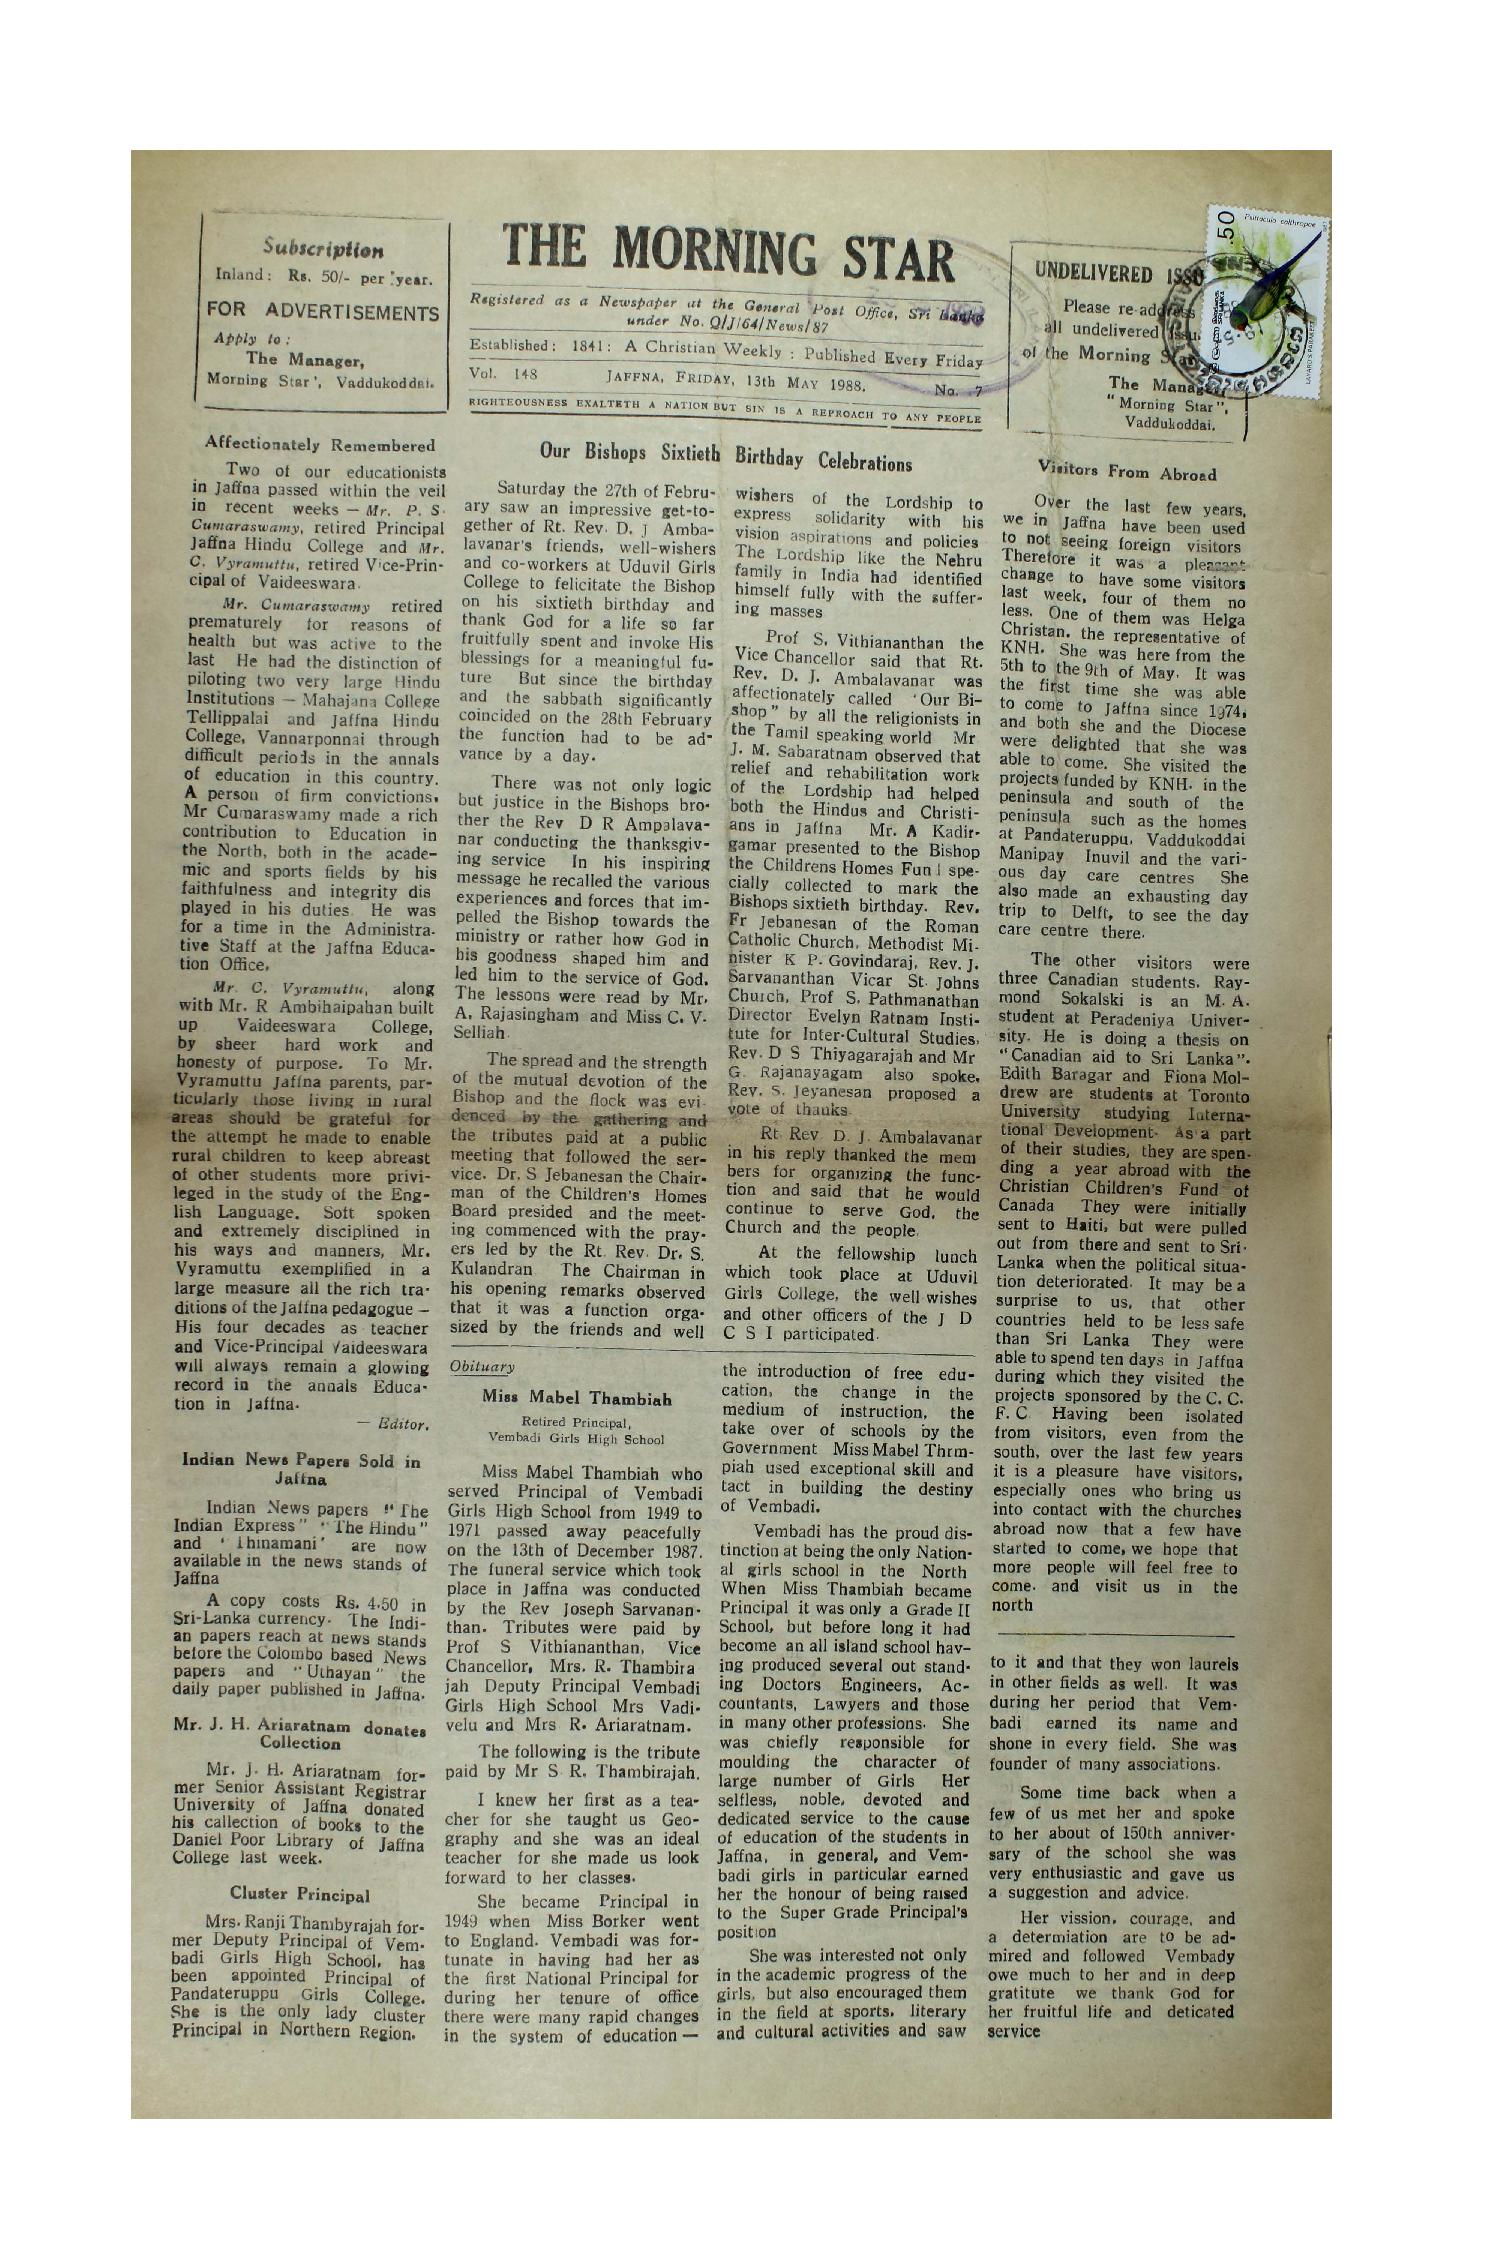 Subscription
Inland: Rs. 50/- per year.
FOR ADVERTISEMENTS
Apply to:
The Manager,
Morning Star', Vaddukoddai.
THE MORNING STAR
Registered as a Newspaper at the General Post Office, Sri Lanka
under No. Q/J/64/News/87
Established: 1841: A Christian Weekly: Published Every Friday
Vol. 148 JAFFNA, FRIDAY, 13th MAY 1988. No. 7
RIGHTEOUSNESS EXALTETH A NATION BUT SIN IS A REPROACH TO ANY PEOPLE
UNDELIVERED ISSU
Please re-address
all undelivered Issu
of the Morning Star
The Manager
"Morning Star",
Vaddukoddai.
.50
Psittacula calthropae
LAYARD'S PARAKEET
Affectionately Remembered
Two of our educationists
in Jaffna passed within the veil
in recent weeks — Mr. P. S.
Cumaraswamy, retired Principal
Jaffna Hindu College and Mr.
C. Vyramuttu, retired Vice-Prin-
cipal of Vaideeswara.
Mr. Cumaraswamy retired
prematurely for reasons of
health but was active to the
last He had the distinction of
piloting two very large Hindu
Institutions — Mahajana College
Tellippalai and Jaffna Hindu
College, Vannarponnai through
difficult periods in the annals
of education in this country.
A person of firm convictions,
Mr Cumaraswamy made a rich
contribution to Education in
the North, both in the acade-
mic and sports fields by his
faithfulness and integrity dis
played in his duties. He was
for a time in the Administra-
tive Staff at the Jaffna Educa-
tion Office.
Mr. C. Vyramuttu, along
with Mr. R Ambihaipahan built
up Vaideeswara College,
by sheer hard work and
honesty of purpose. To Mr.
Vyramuttu Jaffna parents, par-
ticularly those living in rural
areas should be grateful for
the attempt he made to enable
rural children to keep abreast
of other students more privi-
leged in the study of the Eng-
lish Language. Soft spoken
and extremely disciplined in
his ways and manners, Mr.
Vyramuttu exemplified in a
large measure all the rich tra-
ditions of the Jaffna pedagogue –
His four decades as teacher
and Vice-Principal Vaideeswara
will always remain a glowing
record in the annals Educa-
tion in Jaffna.
— Editor.
Indian News Papers Sold in
Jaffna
Indian News papers "The
Indian Express" "The Hindu"
and 'Thinamani' are now
available in the news stands of
Jaffna
A copy costs Rs. 4.50 in
Sri-Lanka currency. The Indi-
an papers reach at news stands
before the Colombo based News
papers and "Uthayan" the
daily paper published in Jaffna.
Mr. J. H. Ariaratnam donates
Collection
Mr. J. H. Ariaratnam for-
mer Senior Assistant Registrar
University of Jaffna donated
his callection of books to the
Daniel Poor Library of Jaffna
College last week.
Cluster Principal
Mrs. Ranji Thambyrajah for-
mer Deputy Principal of Vem-
badi Girls High School, has
been appointed Principal of
Pandateruppu Girls College.
She is the only lady cluster
Principal in Northern Region.
Our Bishops Sixtieth Birthday Celebrations
Saturday the 27th of Febru-
ary saw an impressive get-to-
gether of Rt. Rev. D. J Amba-
lavanar's friends, well-wishers
and co-workers at Uduvil Girls
College to felicitate the Bishop
on his sixtieth birthday and
thank God for a life so far
fruitfully spent and invoke His
blessings for a meaningful fu-
ture But since the birthday
and the sabbath significantly
coincided on the 28th February
the function had to be ad-
vance by a day.
There was not only logic
but justice in the Bishops bro-
ther the Rev D R Ampalava-
nar conducting the thanksgiv-
ing service In his inspiring
message he recalled the various
experiences and forces that im-
pelled the Bishop towards the
ministry or rather how God in
his goodness shaped him and
led him to the service of God.
The lessons were read by Mr.
A. Rajasingham and Miss C. V.
Selliah.
The spread and the strength
of the mutual devotion of the
Bishop and the flock was evi-
denced by the gathering and
the tributes paid at a public
meeting that followed the ser-
vice. Dr. S Jebanesan the Chair-
man of the Children's Homes
Board presided and the meet-
ing commenced with the pray-
ers led by the Rt. Rev. Dr. S.
Kulandran The Chairman in
his opening remarks observed
that it was a function orga-
sized by the friends and well
wishers of the Lordship to
express solidarity with his
vision aspirations and policies
The Lordship like the Nehru
family in India had identified
himself fully with the suffer-
ing masses
Prof S. Vithiananthan the
Vice Chancellor said that Rt.
Rev. D. J. Ambalavanar was
affectionately called 'Our Bi-
shop" by all the religionists in
the Tamil speaking world Mr
J. M. Sabaratnam observed that
relief and rehabilitation work
of the Lordship had helped
both the Hindus and Christi-
ans in Jaffna Mr. A Kadir-
gamar presented to the Bishop
the Childrens Homes Fund spe-
cially collected to mark the
Bishops sixtieth birthday. Rev.
Fr Jebanesan of the Roman
Catholic Church, Methodist Mi-
nister K P. Govindaraj, Rev. J.
Sarvananthan Vicar St. Johns
Church, Prof S. Pathmanathan
Director Evelyn Ratnam Insti-
tute for Inter-Cultural Studies,
Rev. D S Thiyagarajah and Mr
G. Rajanayagam also spoke.
Rev. S. Jeyanesan proposed a
vote of thauks.
Rt Rev D. J. Ambalavanar
in his reply thanked the mem
bers for organizing the func-
tion and said that he would
continue to serve God, the
Church and the people.
At the fellowship lunch
which took place at Uduvil
Girls College, the well wishes
and other officers of the J D
C S I participated.
Obituary
Miss Mabel Thambiah
Retired Principal,
Vembadi Girls High School
Miss Mabel Thambiah who
served Principal of Vembadi
Girls High School from 1949 to
1971 passed away peacefully
on the 13th of December 1987.
The funeral service which took
place in Jaffna was conducted
by the Rev Joseph Sarvanan-
than. Tributes were paid by
Prof S Vithiananthan, Vice
Chancellor, Mrs. R. Thambira
jah Deputy Principal Vembadi
Girls High School Mrs Vadi-
velu and Mrs R. Ariaratnam.
The following is the tribute
paid by Mr S R. Thambirajah.
I knew her first as a tea-
cher for she taught us Geo-
graphy and she was an ideal
teacher for she made us look
forward to her classes.
She became Principal in
1949 when Miss Borker went
to England. Vembadi was for-
tunate in having had her as
the first National Principal for
during her tenure of office
there were many rapid changes
in the system of education —
the introduction of free edu-
cation, the change in the
medium of instruction, the
take over of schools by the
Government Miss Mabel Thrm-
piah used exceptional skill and
tact in building the destiny
of Vembadi.
Vembadi has the proud dis-
tinction at being the only Nation-
al girls school in the North
When Miss Thambiah became
Principal it was only a Grade II
School, but before long it had
become an all island school hav-
ing produced several out stand-
ing Doctors Engineers, Ac-
countants, Lawyers and those
in many other professions. She
was chiefly responsible for
moulding the character of
large number of Girls Her
selfless, noble, devoted and
dedicated service to the cause
of education of the students in
Jaffna, in general, and Vem-
badi girls in particular earned
her the honour of being raised
to the Super Grade Principal's
position
She was interested not only
in the academic progress of the
girls, but also encouraged them
in the field at sports, literary
and cultural activities and saw
Visitors From Abroad
Over the last few years,
we in Jaffna have been used
to not seeing foreign visitors
Therefore it was a pleasant
change to have some visitors
last week, four of them no
less. One of them was Helga
Christan, the representative of
KNH. She was here from the
5th to the 9th of May. It was
the first time she was able
to come to Jaffna since 1974,
and both she and the Diocese
were delighted that she was
able to come. She visited the
projects funded by KNH. in the
peninsula and south of the
peninsula such as the homes
at Pandateruppu, Vaddukoddai
Manipay Inuvil and the vari-
ous day care centres She
also made an exhausting day
trip to Delft, to see the day
care centre there.
The other visitors were
three Canadian students. Ray-
mond Sokalski is an M. A.
student at Peradeniya Univer-
sity. He is doing a thesis on
"Canadian aid to Sri Lanka".
Edith Baragar and Fiona Mol-
drew are students at Toronto
University studying Interna-
tional Development. As a part
of their studies, they are spen-
ding a year abroad with the
Christian Children's Fund of
Canada They were initially
sent to Haiti, but were pulled
out from there and sent to Sri-
Lanka when the political situa-
tion deteriorated. It may be a
surprise to us, that other
countries held to be less safe
than Sri Lanka They were
able to spend ten days in Jaffna
during which they visited the
projects sponsored by the C. C.
F. C Having been isolated
from visitors, even from the
south, over the last few years
it is a pleasure have visitors,
especially ones who bring us
into contact with the churches
abroad now that a few have
started to come, we hope that
more people will feel free to
come. and visit us in the
north
to it and that they won laurels
in other fields as well. It was
during her period that Vem-
badi earned its name and
shone in every field. She was
founder of many associations.
Some time back when a
few of us met her and spoke
to her about of 150th anniver-
sary of the school she was
very enthusiastic and gave us
a suggestion and advice.
Her vission, courage, and
a determiation are to be ad-
mired and followed Vembady
owe much to her and in deep
gratitude we thank God for
her fruitful life and deticated
service